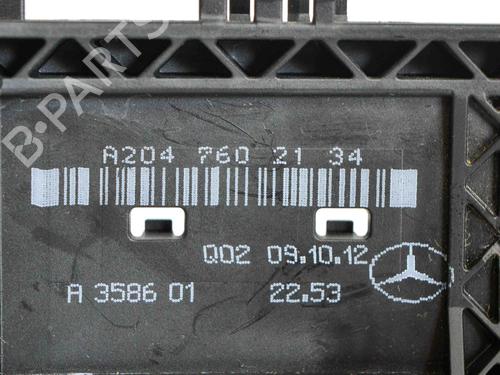 B-PARTS
A204 760 21 34
Q02 09.10.12
A 3586 01 22.53